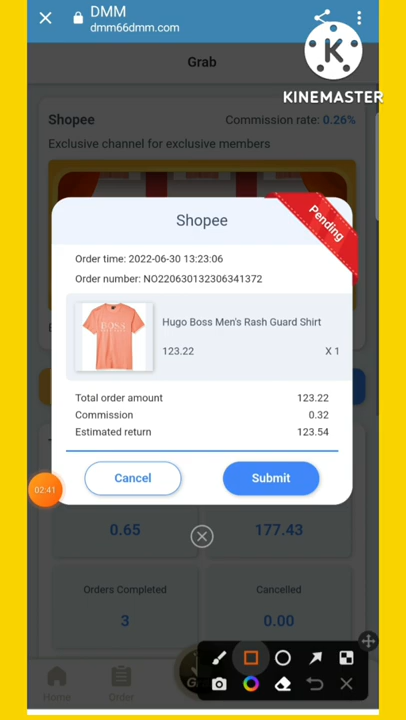 DMM
dmm66dmm.com
K
KINEMASTER
Grab
Shopee
Commission rate: 0.26%
Exclusive channel for exclusive members
Pending
Shopee
Order time: 2022-06-30 13:23:06
Order number: NO220630132306341372
BOSS
Hugo Boss Men's Rash Guard Shirt
123.22 X 1
Total order amount 123.22
Commission 0.32
Estimated return 123.54
Cancel Submit
02:41
0.65 177.43
Orders Completed Cancelled
3 0.00
Home Order